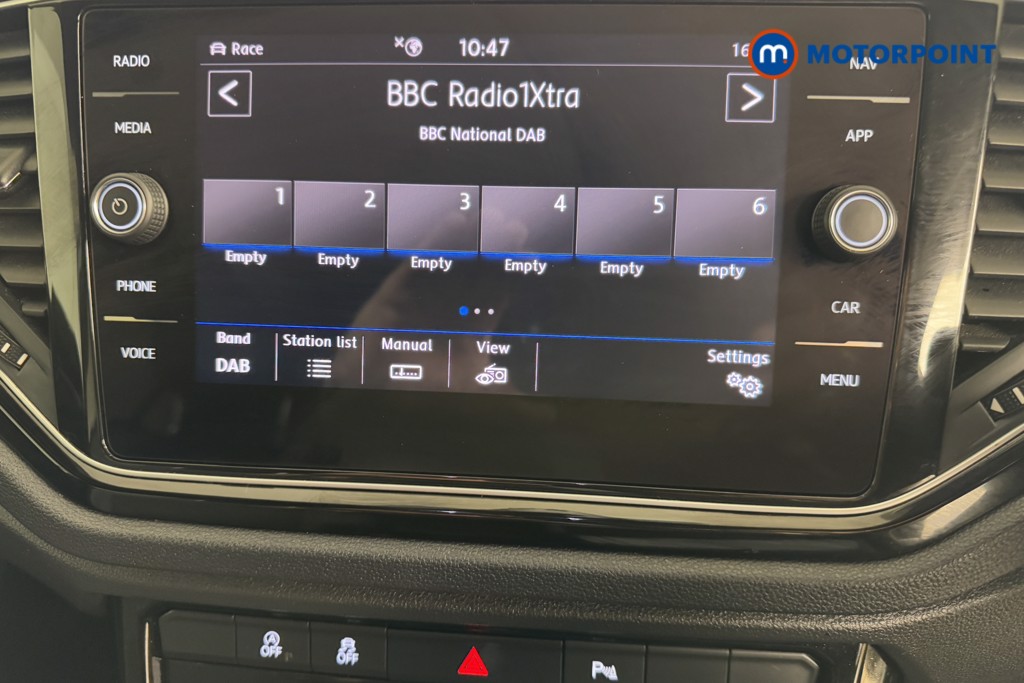 Race 10:47 16
m MOTORPOINT
RADIO
NAV
BBC Radio1Xtra
MEDIA
BBC National DAB
APP
1 2 3 4 5 6
Empty Empty Empty Empty Empty Empty
PHONE
CAR
VOICE
Band Station list Manual View Settings
DAB
MENU
A OFF
OFF
P